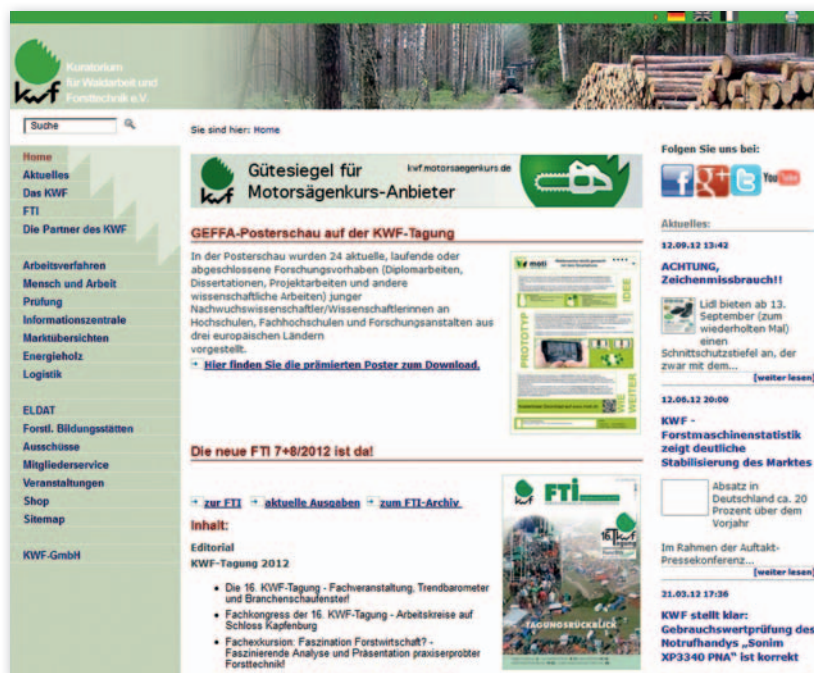 Kuratorium
für Waldarbeit und
Forsttechnik e.V.
kwf
Suche
Home
Aktuelles
Das KWF
FTI
Die Partner des KWF
Arbeitsverfahren
Mensch und Arbeit
Prüfung
Informationszentrale
Marktübersichten
Energieholz
Logistik
ELDAT
Forstl. Bildungsstätten
Ausschüsse
Mitgliederservice
Veranstaltungen
Shop
Sitemap
KWF-GmbH
Sie sind hier: Home
kwf
Gütesiegel für
Motorsägenkurs-Anbieter
kwf.motorsaegenkurs.de
GEFFA-Posterschau auf der KWF-Tagung
In der Posterschau wurden 24 aktuelle, laufende oder
abgeschlossene Forschungsvorhaben (Diplomarbeiten,
Dissertationen, Projektarbeiten und andere
wissenschaftliche Arbeiten) junger
Nachwuchswissenschaftler/Wissenschaftlerinnen an
Hochschulen, Fachhochschulen und Forschungsanstalten aus
drei europäischen Ländern
vorgestellt.
Hier finden Sie die prämierten Poster zum Download.
moti
IDEE
PROTOTYP
WIE
WEITER
Die neue FTI 7+8/2012 ist da!
zur FTI aktuelle Ausgaben zum FTI-Archiv
Inhalt:
Editorial
KWF-Tagung 2012
• Die 16. KWF-Tagung - Fachveranstaltung, Trendbarometer
und Branchenschaufenster!
• Fachkongress der 16. KWF-Tagung - Arbeitskreise auf
Schloss Kapfenburg
• Fachexkursion: Faszination Forstwirtschaft? -
Faszinierende Analyse und Präsentation praxiserprobter
Forsttechnik!
FTI
16. kwf
Tagung
TAGUNGSRÜCKBLICK
Folgen Sie uns bei:
You Tube
Aktuelles:
12.09.12 13:42
ACHTUNG,
Zeichenmissbrauch!!
Lidl bieten ab 13.
September (zum
wiederholten Mal)
einen
Schnittschutzstiefel an, der
zwar mit dem...
[weiter lesen]
12.06.12 20:00
KWF -
Forstmaschinenstatistik
zeigt deutliche
Stabilisierung des Marktes
Absatz in
Deutschland ca. 20
Prozent über dem
Vorjahr
Im Rahmen der Auftakt-
Pressekonferenz...
[weiter lesen]
21.03.12 17:36
KWF stellt klar:
Gebrauchswertprüfung des
Notrufhandys „Sonim
XP3340 PNA" ist korrekt